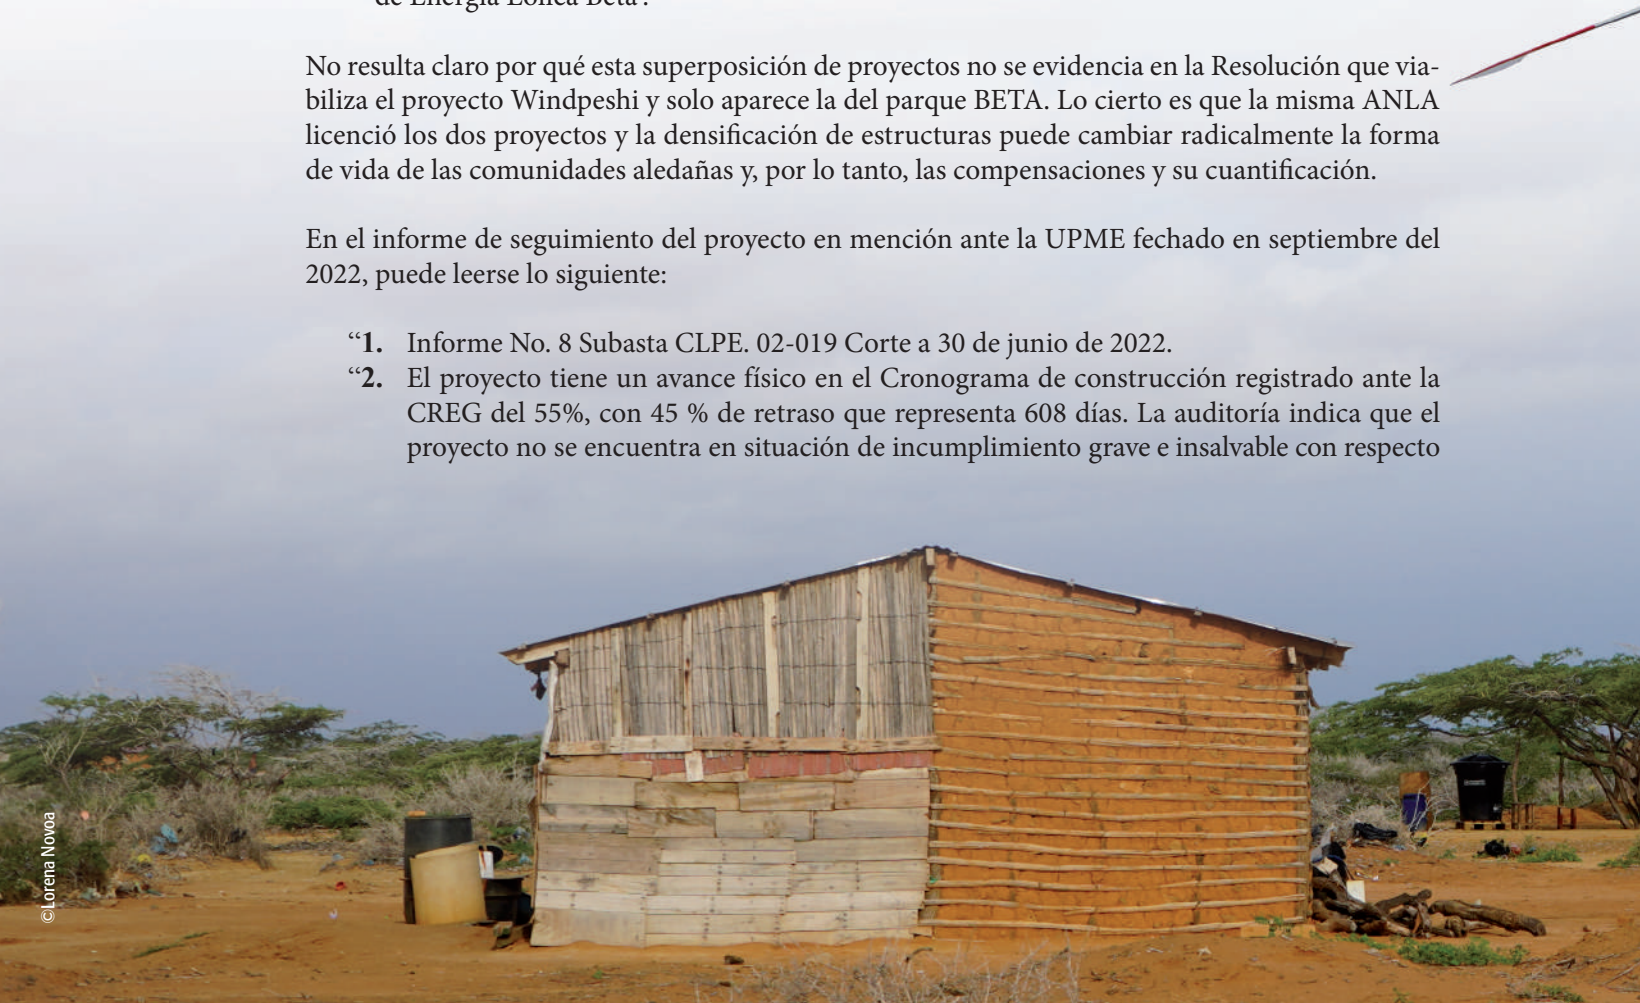 de Energía Eólica Beta".
No resulta claro por qué esta superposición de proyectos no se evidencia en la Resolución que via-
biliza el proyecto Windpeshi y solo aparece la del parque BETA. Lo cierto es que la misma ANLA
licenció los dos proyectos y la densificación de estructuras puede cambiar radicalmente la forma
de vida de las comunidades aledañas y, por lo tanto, las compensaciones y su cuantificación.
En el informe de seguimiento del proyecto en mención ante la UPME fechado en septiembre del
2022, puede leerse lo siguiente:
“1. Informe No. 8 Subasta CLPE. 02-019 Corte a 30 de junio de 2022.
“2. El proyecto tiene un avance físico en el Cronograma de construcción registrado ante la
CREG del 55%, con 45 % de retraso que representa 608 días. La auditoría indica que el
proyecto no se encuentra en situación de incumplimiento grave e insalvable con respecto
©Lorena Novoa